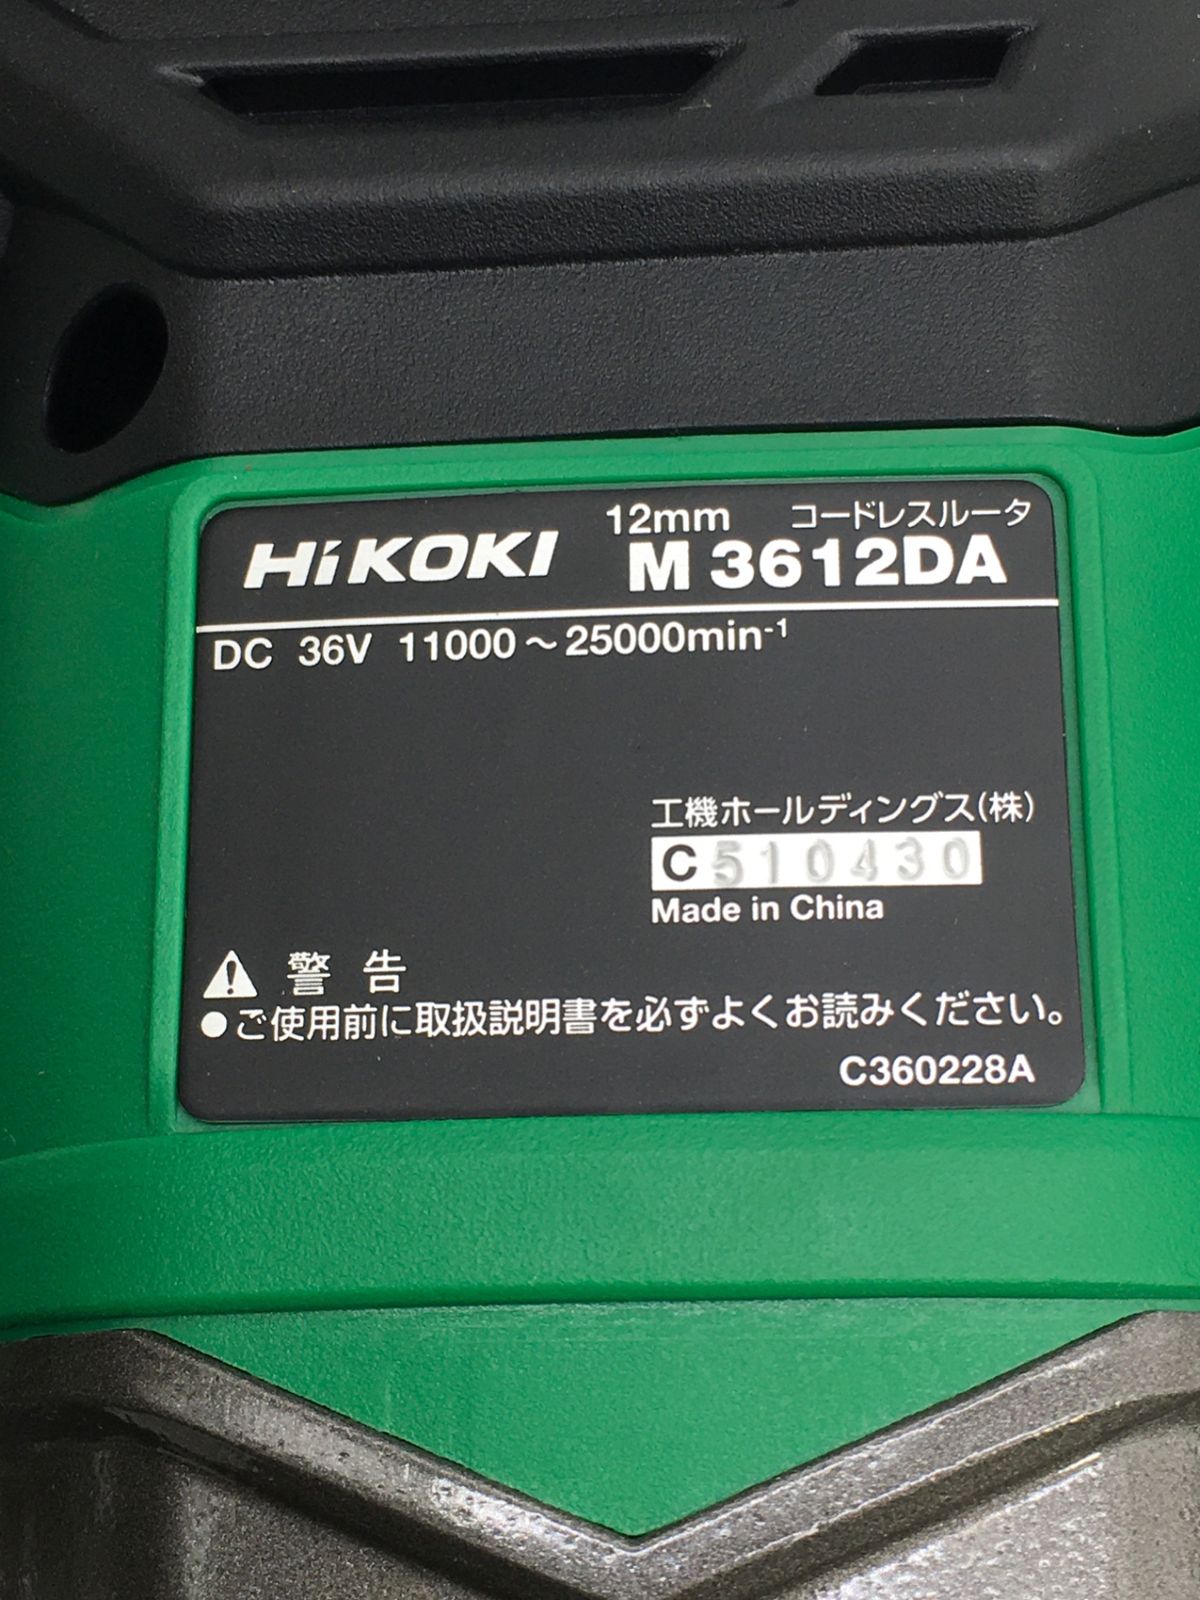 12mm コードレスルータ
HiKOKI M 3612DA
DC 36V 11000～25000min-1
工機ホールディングス(株)
C 510430
Made in China
警 告
●ご使用前に取扱説明書を必ずよくお読みください。
C360228A